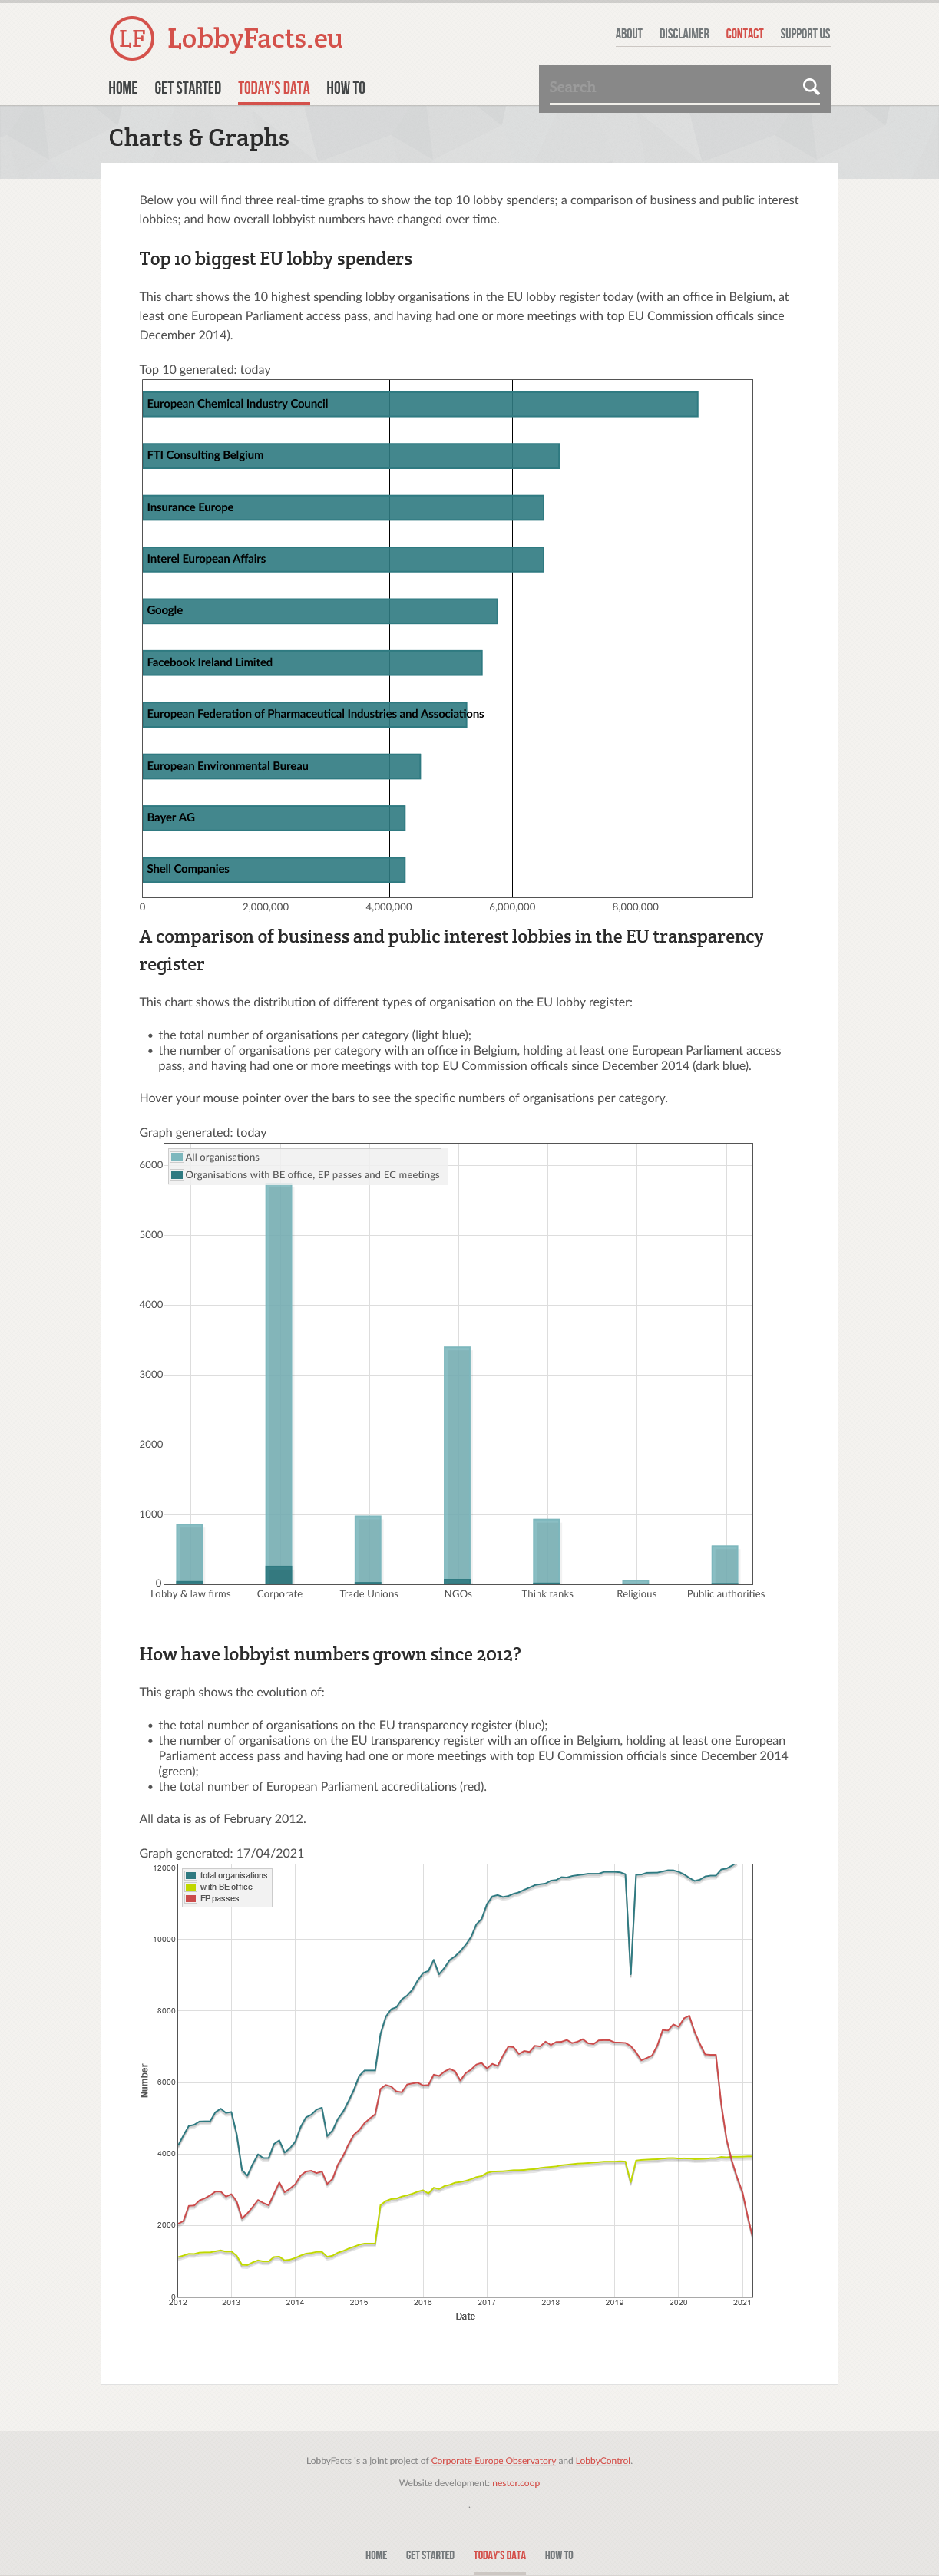 LF LobbyFacts.eu
ABOUT DISCLAIMER CONTACT SUPPORT US
HOME GET STARTED TODAY'S DATA HOW TO
Search
Charts & Graphs
Below you will find three real-time graphs to show the top 10 lobby spenders; a comparison of business and public interest
lobbies; and how overall lobbyist numbers have changed over time.
Top 10 biggest EU lobby spenders
This chart shows the 10 highest spending lobby organisations in the EU lobby register today (with an office in Belgium, at
least one European Parliament access pass, and having had one or more meetings with top EU Commission officals since
December 2014).
Top 10 generated: today
European Chemical Industry Council
FTI Consulting Belgium
Insurance Europe
Interel European Affairs
Google
Facebook Ireland Limited
European Federation of Pharmaceutical Industries and Associations
European Environmental Bureau
Bayer AG
Shell Companies
0 2,000,000 4,000,000 6,000,000 8,000,000
A comparison of business and public interest lobbies in the EU transparency
register
This chart shows the distribution of different types of organisation on the EU lobby register:
• the total number of organisations per category (light blue);
• the number of organisations per category with an office in Belgium, holding at least one European Parliament access
pass, and having had one or more meetings with top EU Commission officals since December 2014 (dark blue).
Hover your mouse pointer over the bars to see the specific numbers of organisations per category.
Graph generated: today
All organisations
Organisations with BE office, EP passes and EC meetings
6000
5000
4000
3000
2000
1000
0
Lobby & law firms Corporate Trade Unions NGOs Think tanks Religious Public authorities
How have lobbyist numbers grown since 2012?
This graph shows the evolution of:
• the total number of organisations on the EU transparency register (blue);
• the number of organisations on the EU transparency register with an office in Belgium, holding at least one European
Parliament access pass and having had one or more meetings with top EU Commission officials since December 2014
(green);
• the total number of European Parliament accreditations (red).
All data is as of February 2012.
Graph generated: 17/04/2021
total organisations
with BE office
EP passes
12000
10000
8000
6000
4000
2000
0
Number
2012 2013 2014 2015 2016 2017 2018 2019 2020 2021
Date
LobbyFacts is a joint project of Corporate Europe Observatory and LobbyControl.
Website development: nestor.coop
.
HOME GET STARTED TODAY'S DATA HOW TO